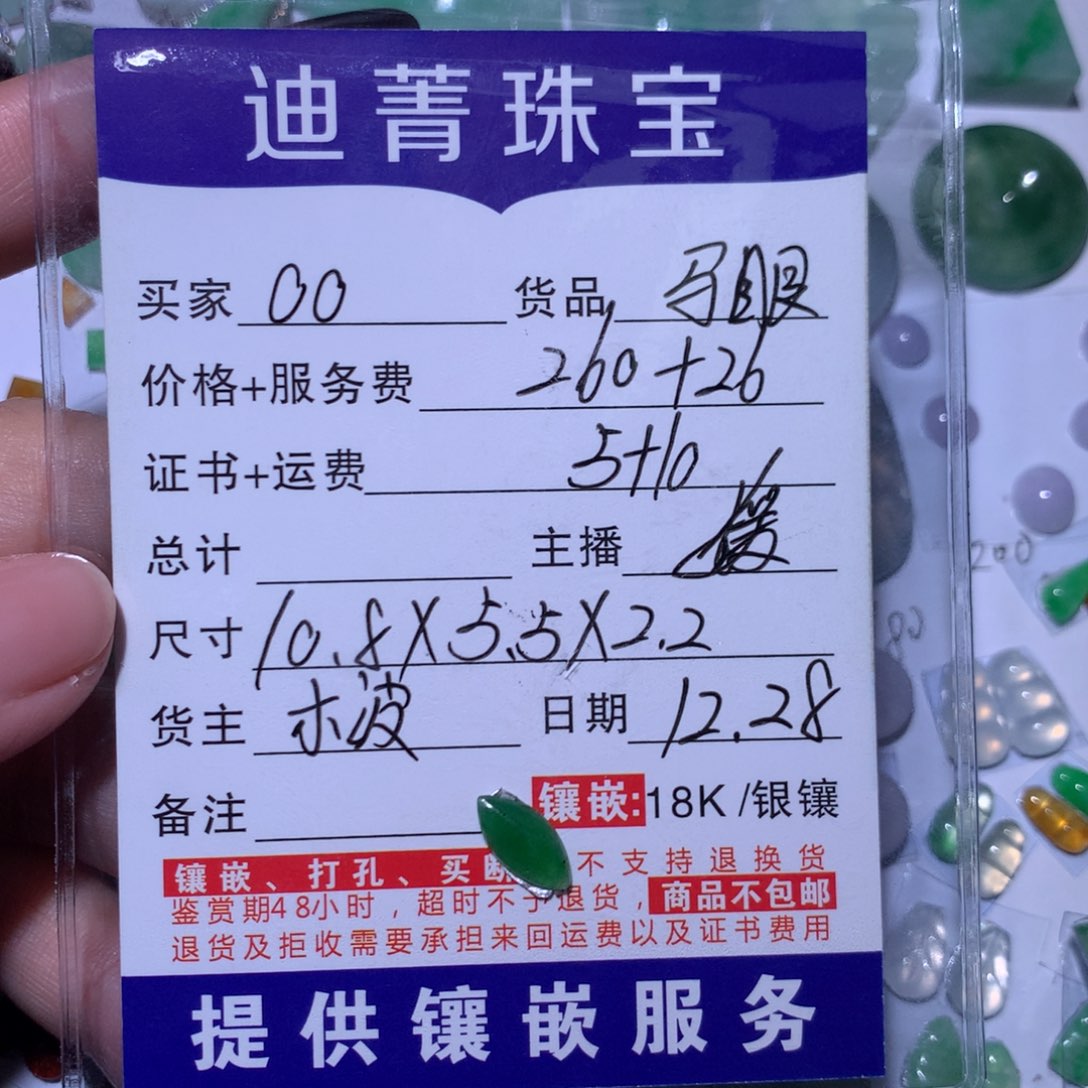 迪菁珠宝
买家 00 货品 马眼
价格+服务费 260+26
证书+运费 5+10
总计 主播
尺寸 10.8X5.5X2.2
货主 木波 日期 12.28
备注 镶嵌:18K/银镶
镶嵌、打孔、买断 不支持退换货
鉴赏期48小时，超时不予退货，商品不包邮
退货及拒收需要承担来回运费以及证书费用
提供镶嵌服务
200